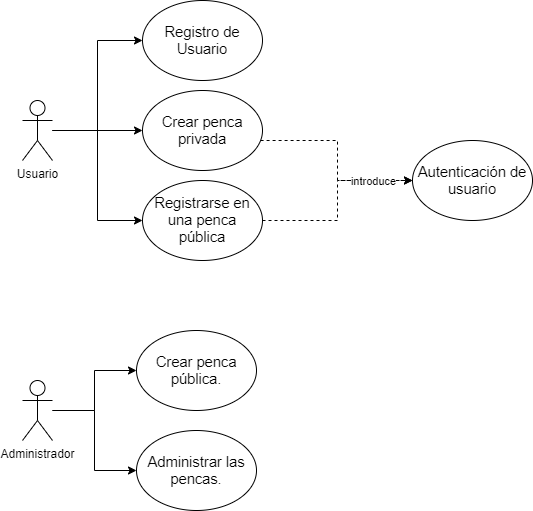 Registro de
Usuario
Crear penca
privada
Usuario
introduce
Autenticación de
usuario
Registrarse en
una penca
pública
Crear penca
pública.
Administrador
Administrar las
pencas.